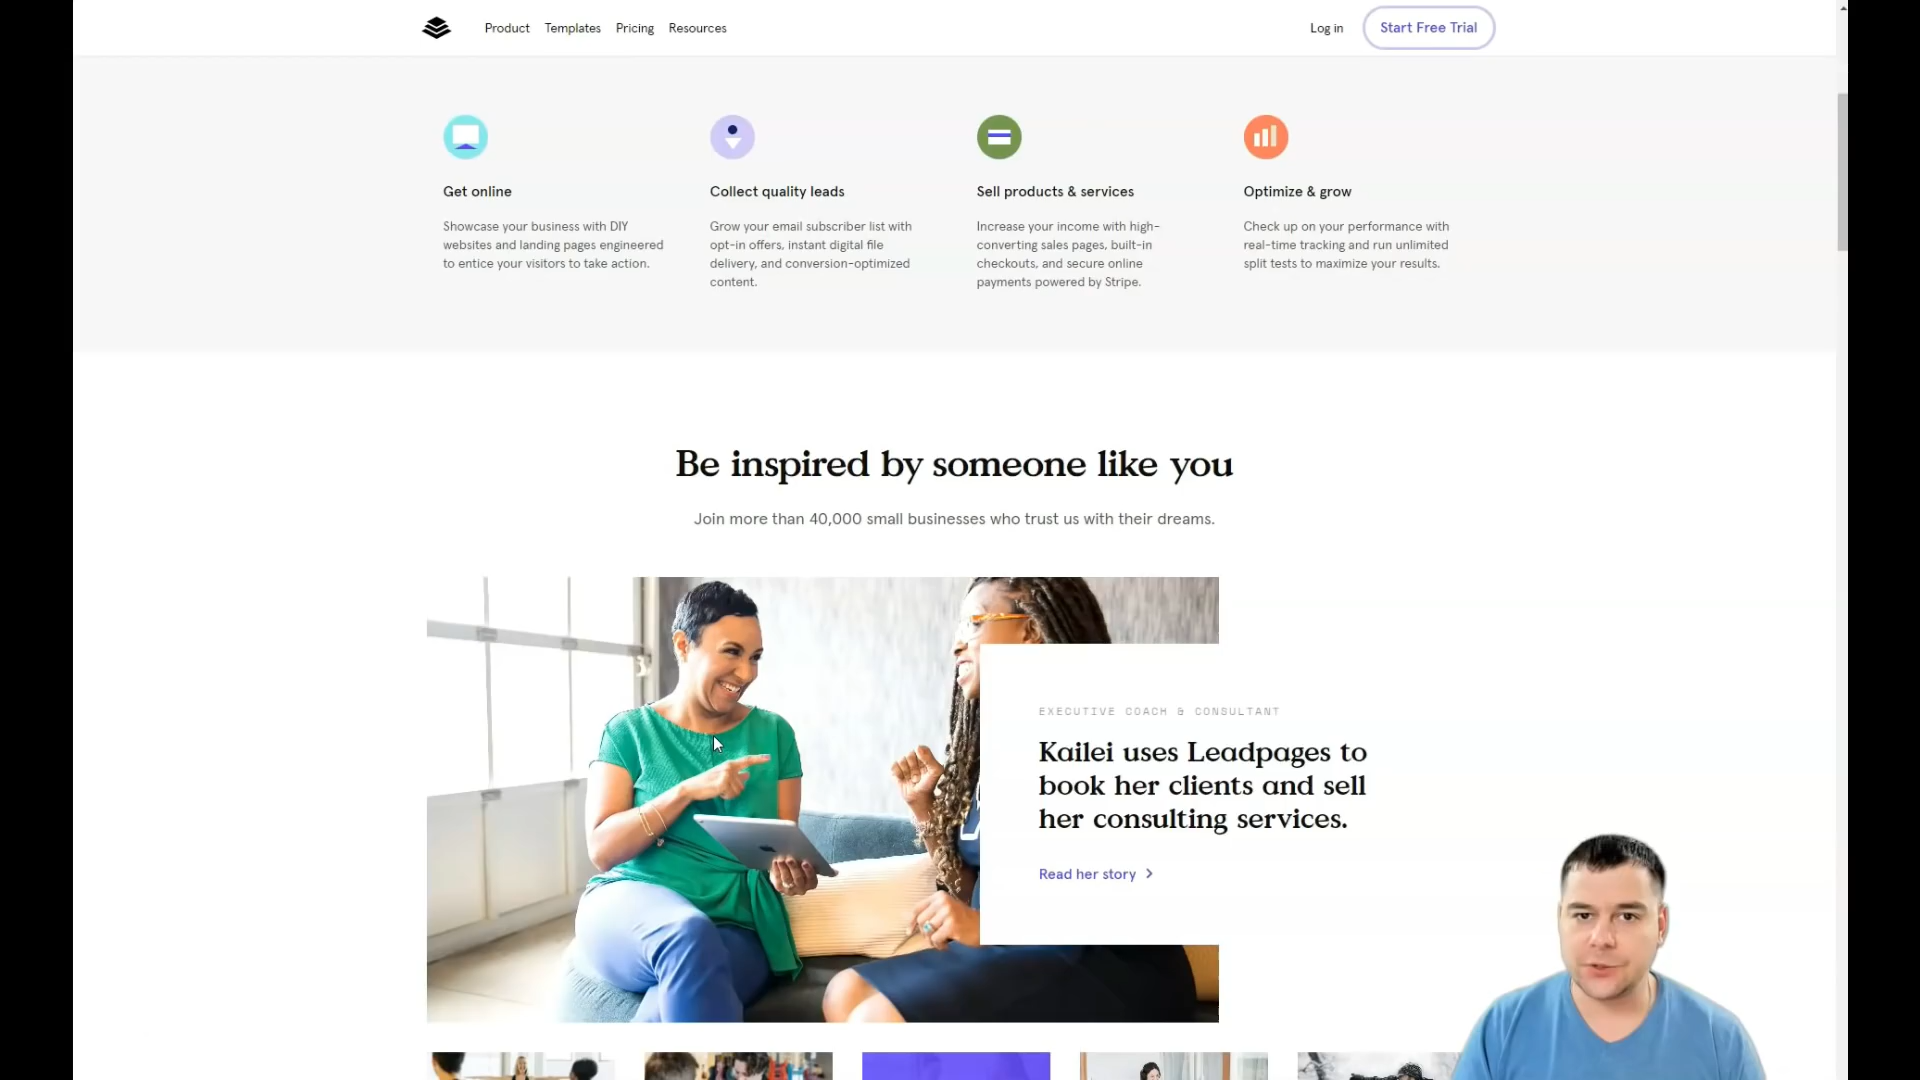 Product Templates Pricing Resources Log in Start Free Trial
Get online
Showcase your business with DIY
websites and landing pages engineered
to entice your visitors to take action.
Collect quality leads
Grow your email subscriber list with
opt-in offers, instant digital file
delivery, and conversion-optimized
content.
Sell products & services
Increase your income with high-
converting sales pages, built-in
checkouts, and secure online
payments powered by Stripe.
Optimize & grow
Check up on your performance with
real-time tracking and run unlimited
split tests to maximize your results.
Be inspired by someone like you
Join more than 40,000 small businesses who trust us with their dreams.
EXECUTIVE COACH & CONSULTANT
Kailei uses Leadpages to
book her clients and sell
her consulting services.
Read her story